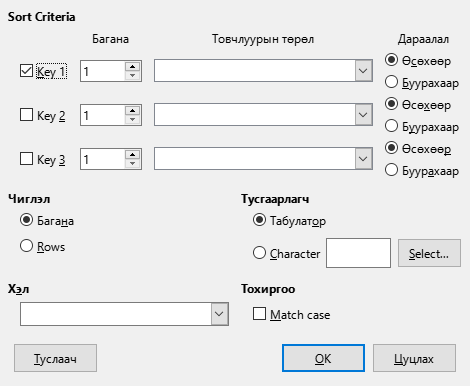 Sort Criteria
Багана Товчлуурын төрөл Дараалал
Key 1 1 Өсөхөөр
Буурахаар
Key 2 1 Өсөхөөр
Буурахаар
Key 3 1 Өсөхөөр
Буурахаар
Чиглэл Тусгаарлагч
Багана Табулатор
Rows Character Select...
Хэл Тохиргоо
Match case
Туслаач OK Цуцлах